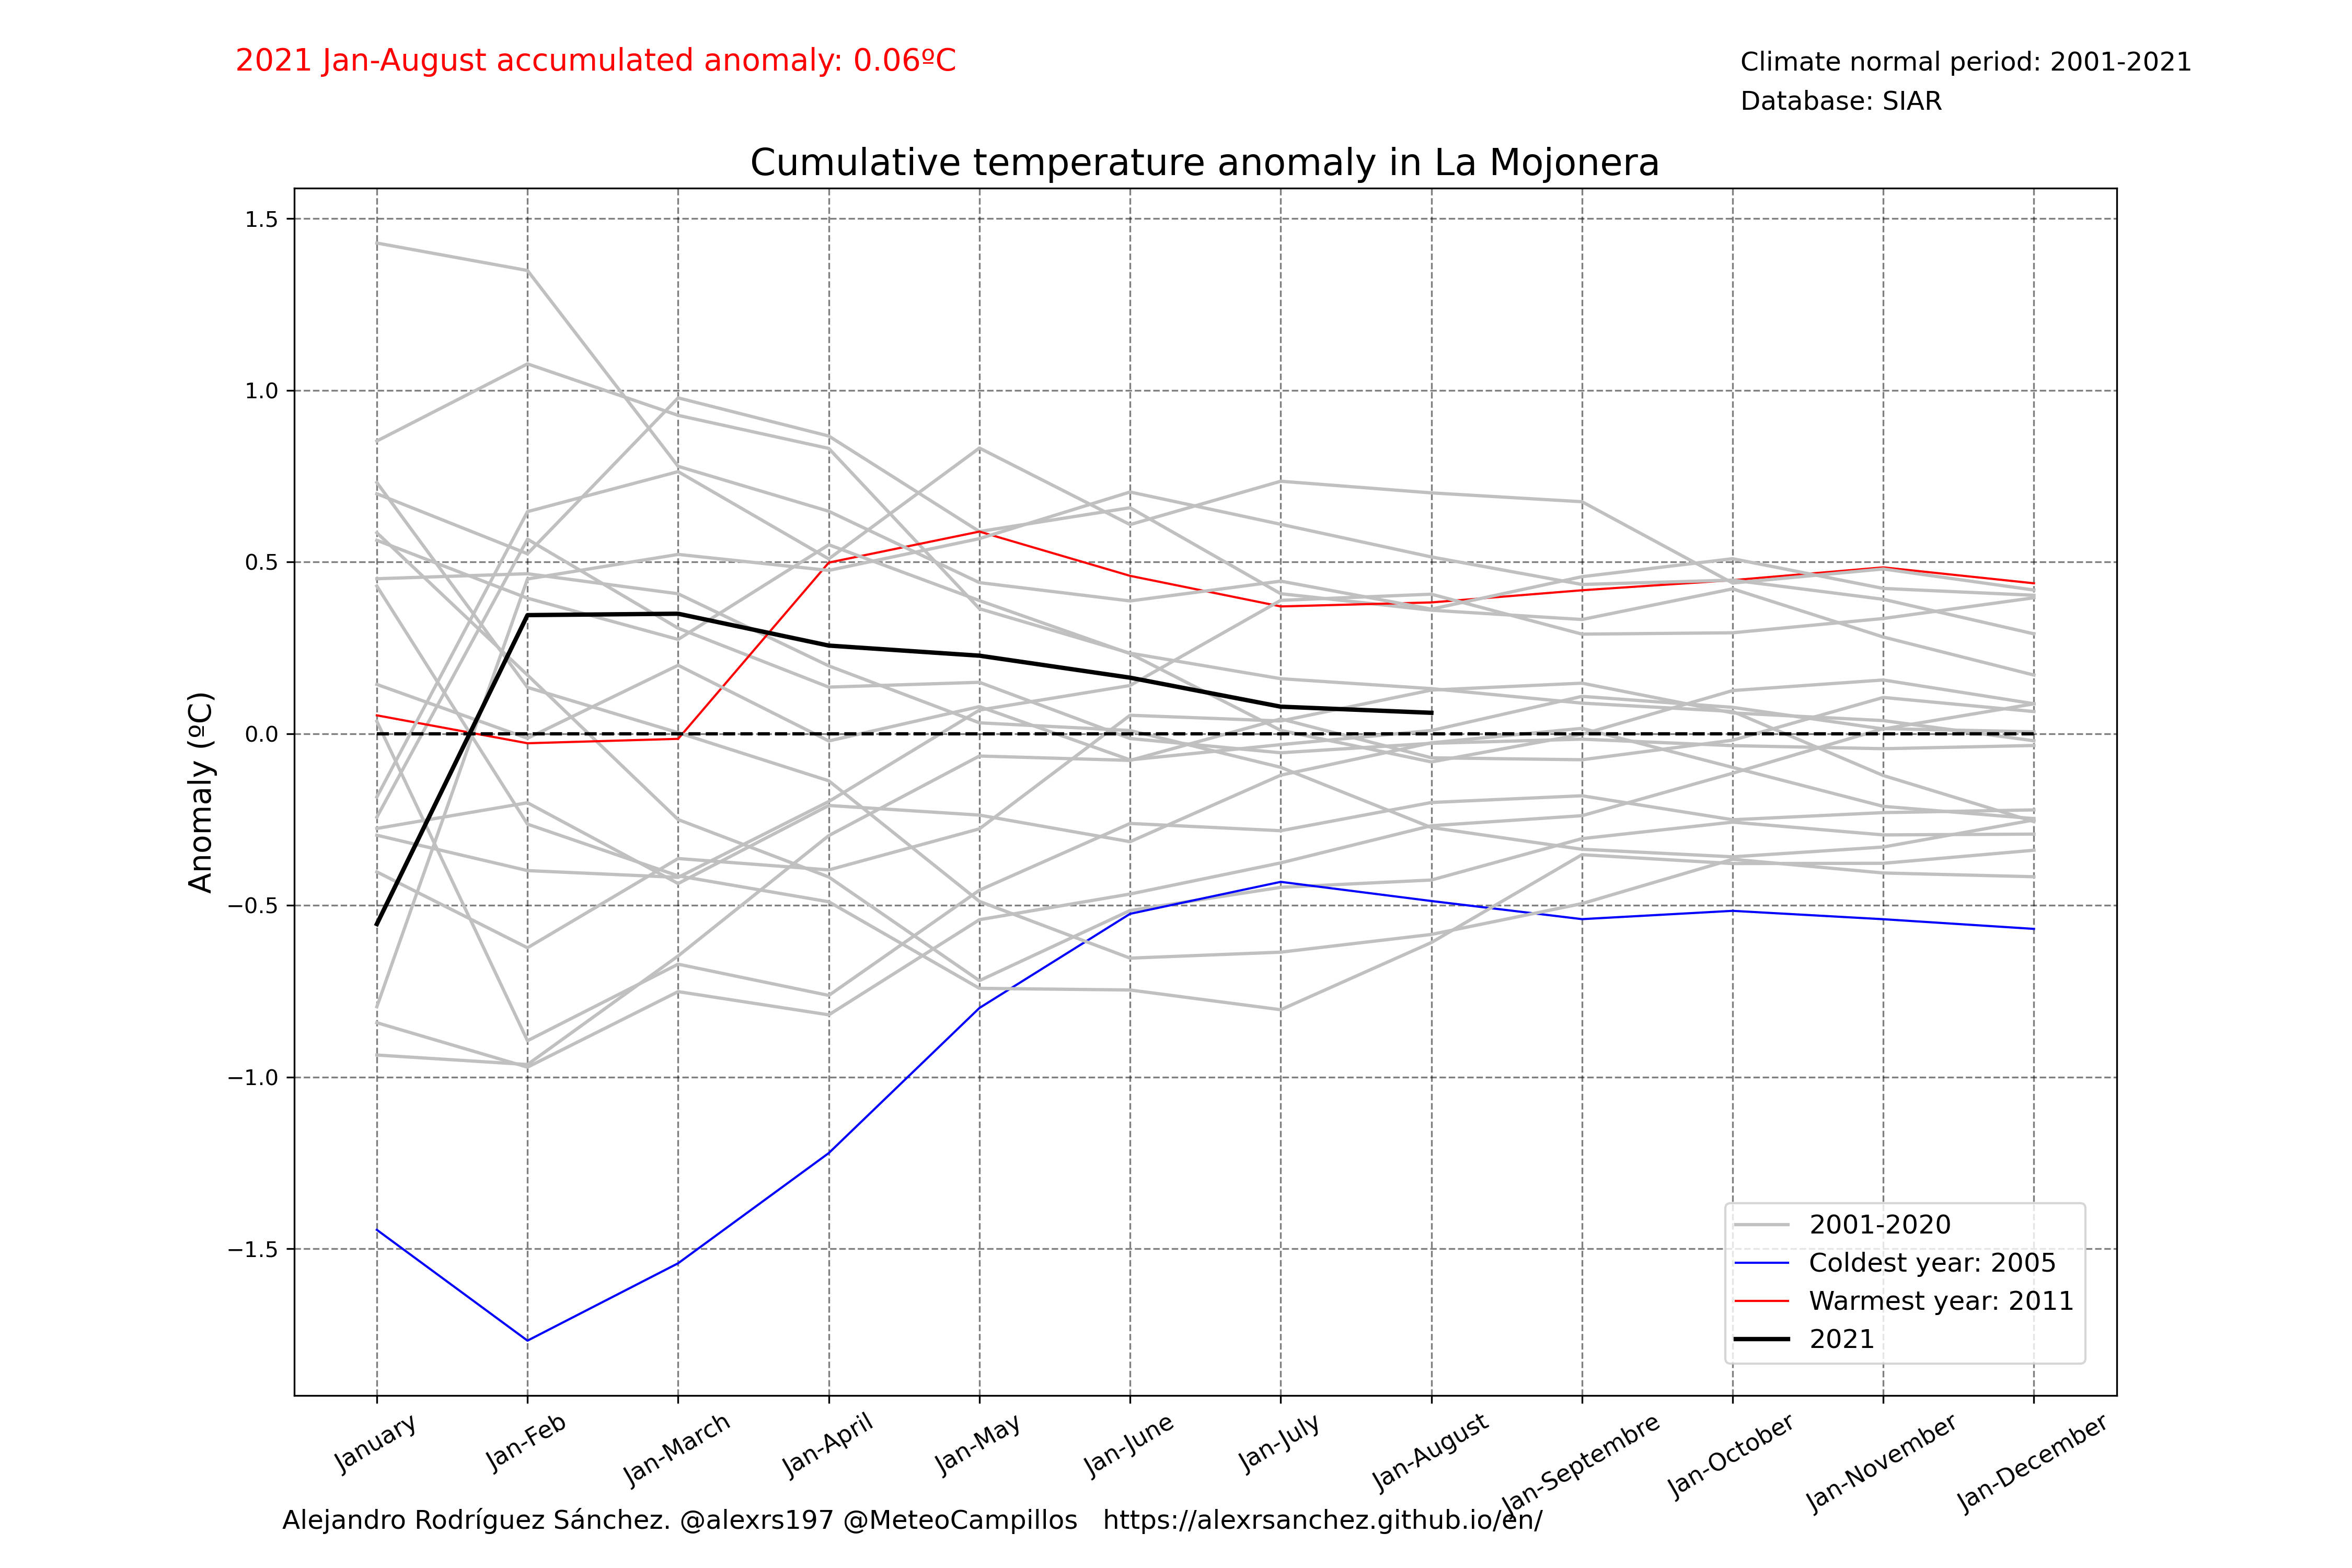 2021 Jan-August accumulated anomaly: 0.06ºC
Climate normal period: 2001-2021
Database: SIAR
Cumulative temperature anomaly in La Mojonera
Anomaly (ºC)
1.5
1.0
0.5
0.0
−0.5
−1.0
−1.5
2001-2020
Coldest year: 2005
Warmest year: 2011
2021
January
Jan-Feb
Jan-March
Jan-April
Jan-May
Jan-June
Jan-July
Jan-August
Jan-Septembre
Jan-October
Jan-November
Jan-December
Alejandro Rodríguez Sánchez. @alexrs197 @MeteoCampillos   https://alexrsanchez.github.io/en/